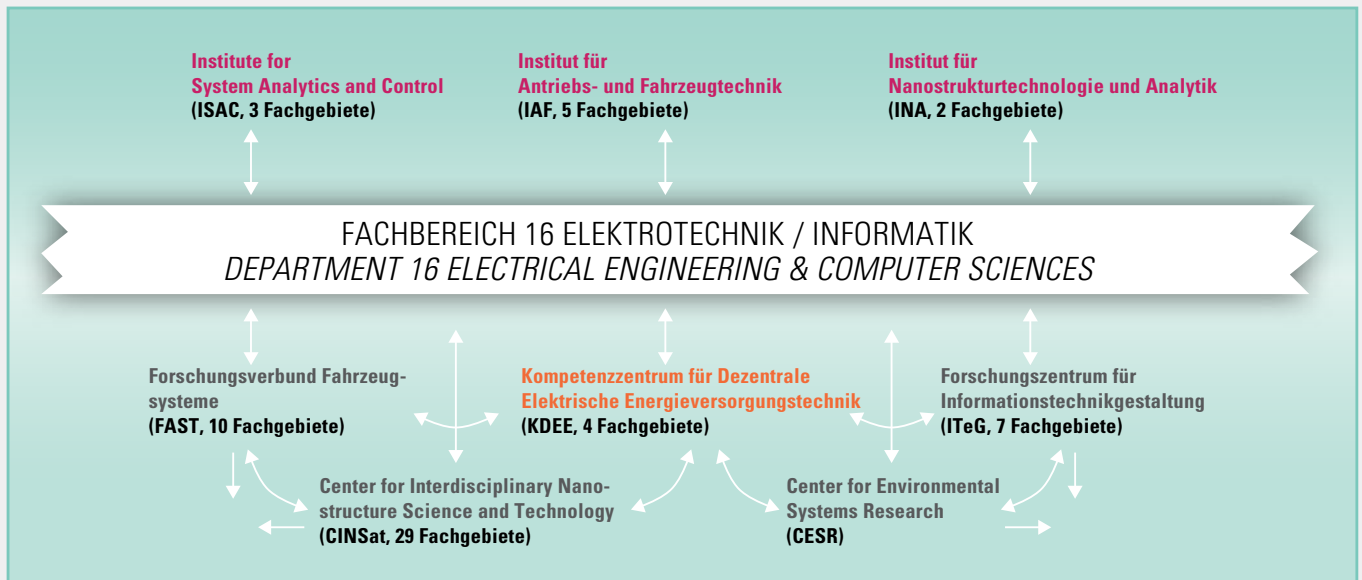 Institute for
System Analytics and Control
(ISAC, 3 Fachgebiete)
Institut für
Antriebs- und Fahrzeugtechnik
(IAF, 5 Fachgebiete)
Institut für
Nanostrukturtechnologie und Analytik
(INA, 2 Fachgebiete)
FACHBEREICH 16 ELEKTROTECHNIK / INFORMATIK
DEPARTMENT 16 ELECTRICAL ENGINEERING & COMPUTER SCIENCES
Forschungsverbund Fahrzeug-
systeme
(FAST, 10 Fachgebiete)
Kompetenzzentrum für Dezentrale
Elektrische Energieversorgungstechnik
(KDEE, 4 Fachgebiete)
Forschungszentrum für
Informationstechnikgestaltung
(ITeG, 7 Fachgebiete)
Center for Interdisciplinary Nano-
structure Science and Technology
(CINSat, 29 Fachgebiete)
Center for Environmental
Systems Research
(CESR)